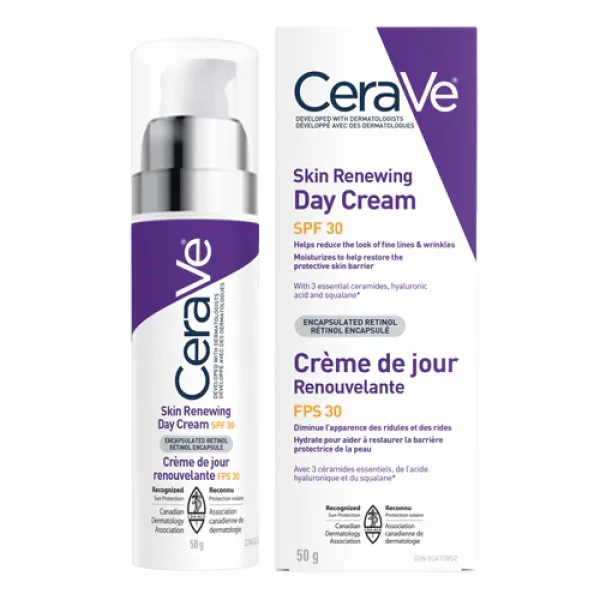 CeraVe
DEVELOPED WITH DERMATOLOGISTS
DÉVELOPPÉ AVEC DES DERMATOLOGUES
Skin Renewing
Day Cream SPF 30
ENCAPSULATED RETINOL
RÉTINOL ENCAPSULÉ
Crème de jour
renouvelante FPS 30
Recognized
Sun Protection
Canadian
Dermatology
Association
Reconnu
Protection solaire
Association
canadienne de
dermatologie
50 g
CeraVe®
DEVELOPED WITH DERMATOLOGISTS
DÉVELOPPÉ AVEC DES DERMATOLOGUES
Skin Renewing
Day Cream
SPF 30
Helps reduce the look of fine lines & wrinkles
Moisturizes to help restore the
protective skin barrier
With 3 essential ceramides, hyaluronic
acid and squalane*
ENCAPSULATED RETINOL
RÉTINOL ENCAPSULÉ
Crème de jour
Renouvelante
FPS 30
Diminue l'apparence des ridules et des rides
Hydrate pour aider à restaurer la barrière
protectrice de la peau
Avec 3 céramides essentiels, de l'acide
hyaluronique et du squalane*
Recognized
Sun Protection
Canadian
Dermatology
Association
Reconnu
Protection solaire
Association
canadienne de
dermatologie
50 g
DIN 02473852